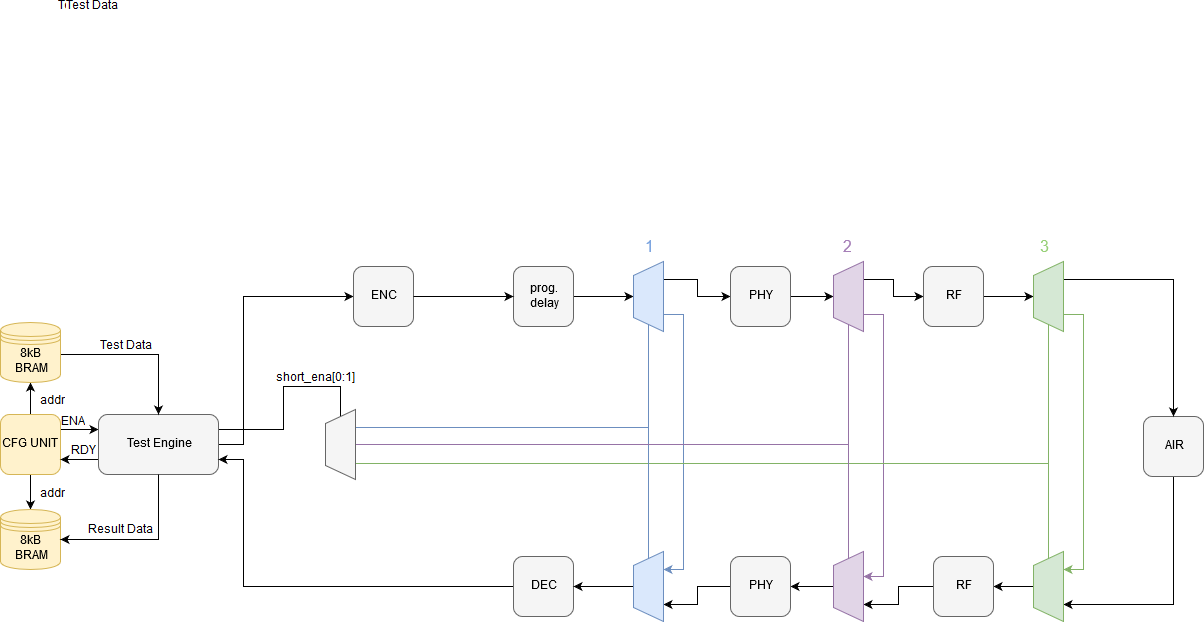 TTest Data
1
2
3
ENC
prog.
delay
PHY
RF
8kB
BRAM
Test Data
short_ena[0:1]
addr
ENA
CFG UNIT
Test Engine
RDY
AIR
addr
Result Data
8kB
BRAM
DEC
PHY
RF